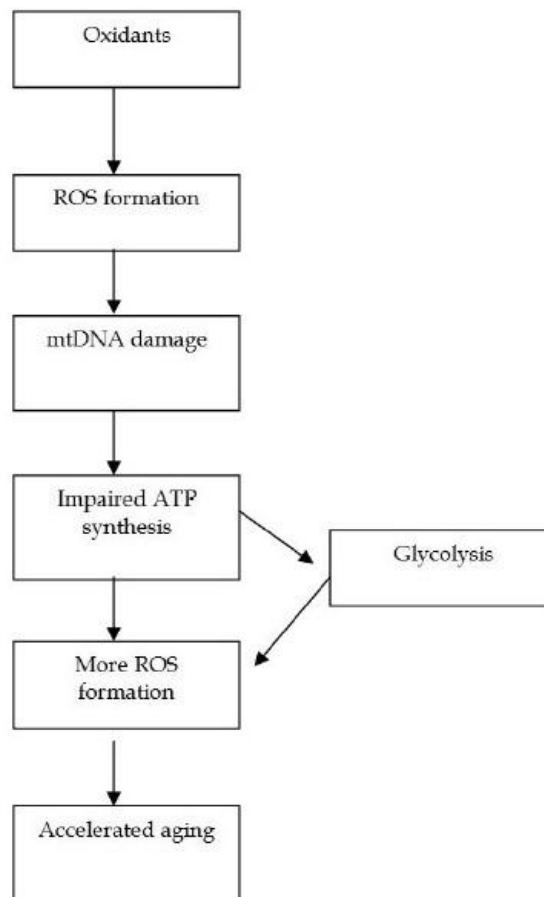 Oxidants
ROS formation
mtDNA damage
Impaired ATP
synthesis
Glycolysis
More ROS
formation
Accelerated aging